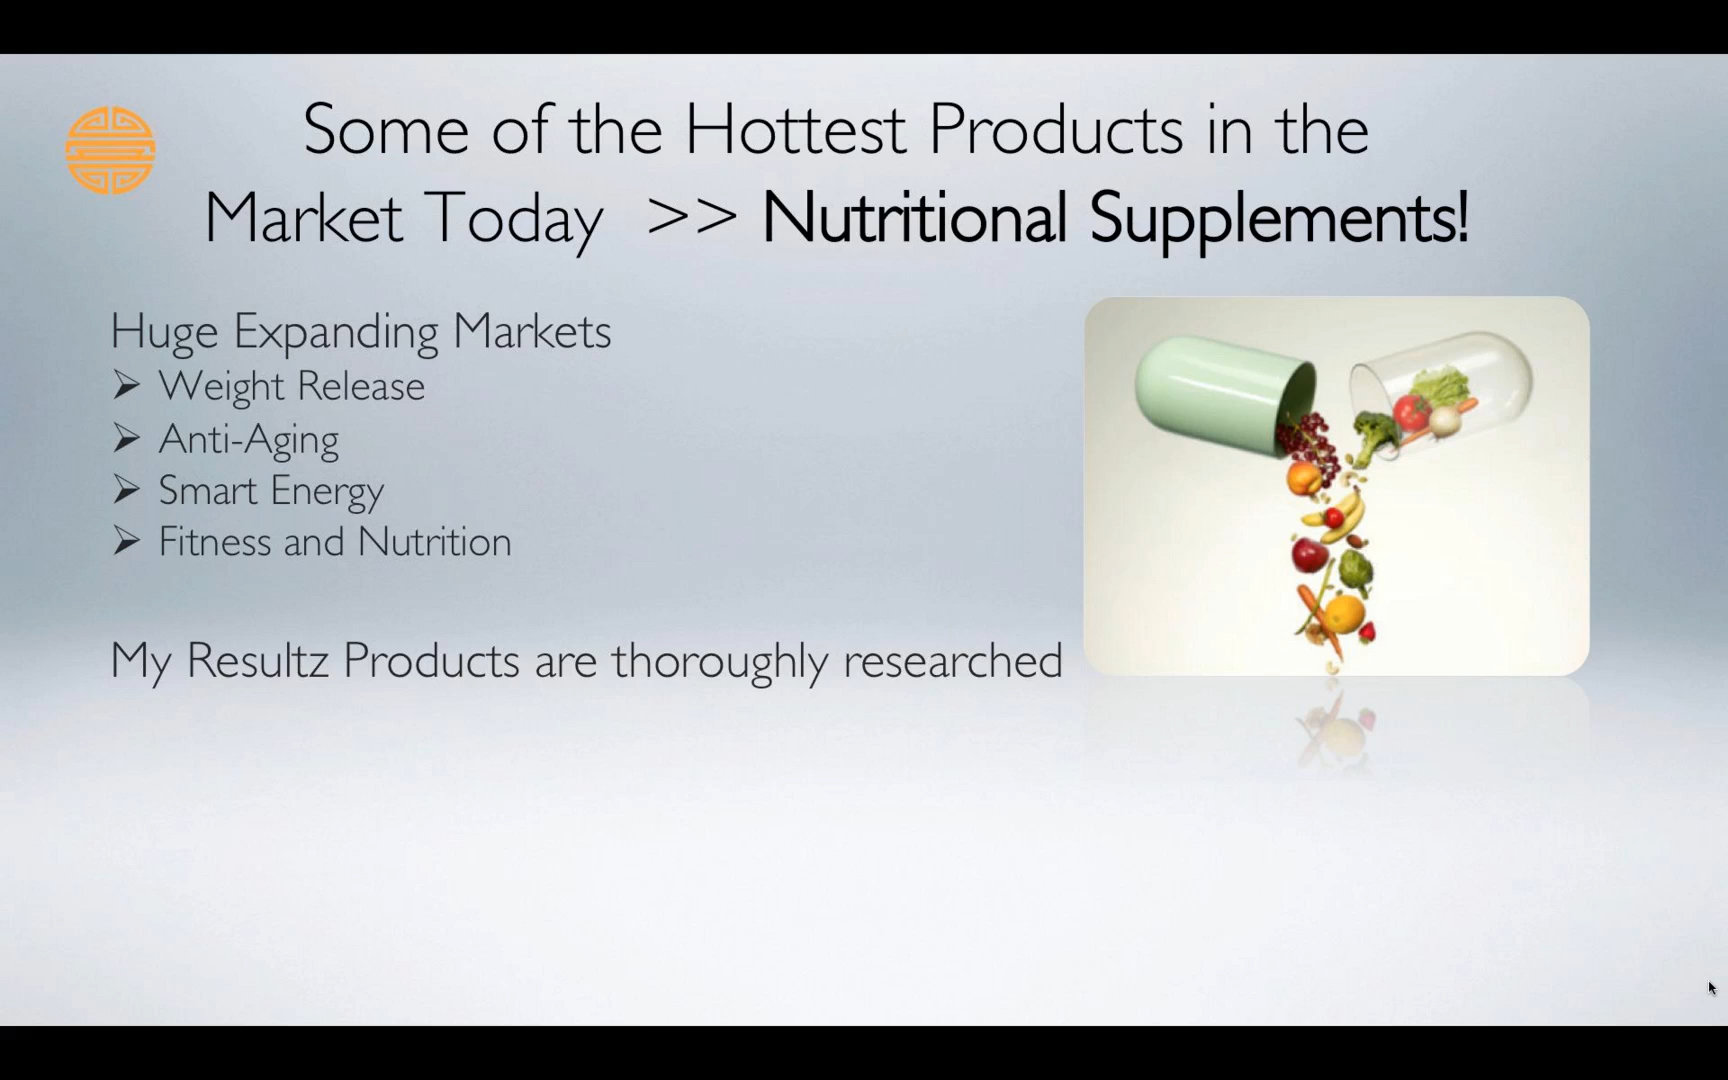 Some of the Hottest Products in the
Market Today >> Nutritional Supplements!
Huge Expanding Markets
➢ Weight Release
➢ Anti-Aging
➢ Smart Energy
➢ Fitness and Nutrition
My Resultz Products are thoroughly researched